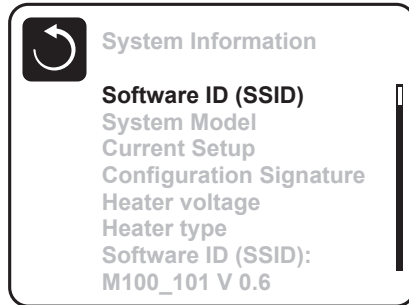 System Information
Software ID (SSID)
System Model
Current Setup
Configuration Signature
Heater voltage
Heater type
Software ID (SSID):
M100_101 V 0.6